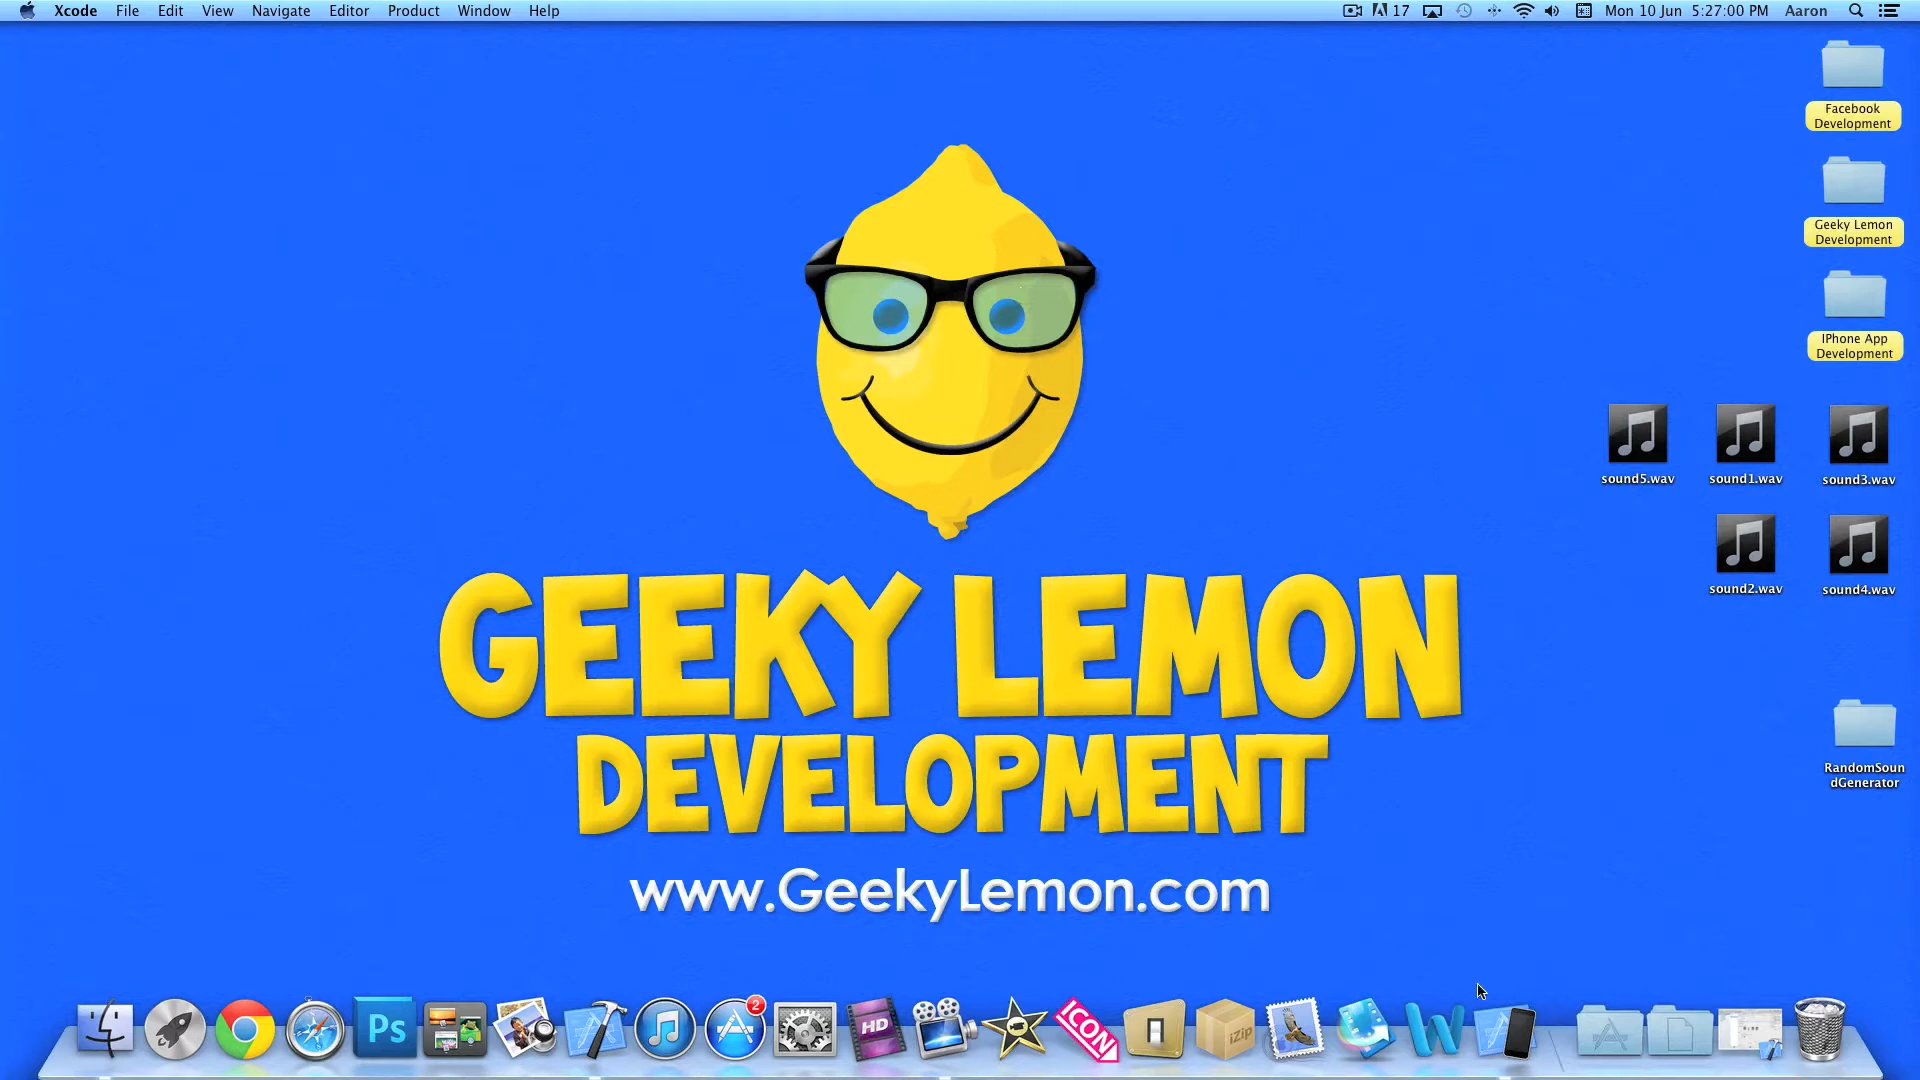 Xcode File Edit View Navigate Editor Product Window Help
17 Mon 10 Jun 5:27:00 PM Aaron
Facebook
Development
Geeky Lemon
Development
IPhone App
Development
sound5.wav sound1.wav sound3.wav
sound2.wav sound4.wav
GEEKY LEMON
DEVELOPMENT
www.GeekyLemon.com
RandomSoun
dGenerator
Ps
2
HD
ICON
iZip
W